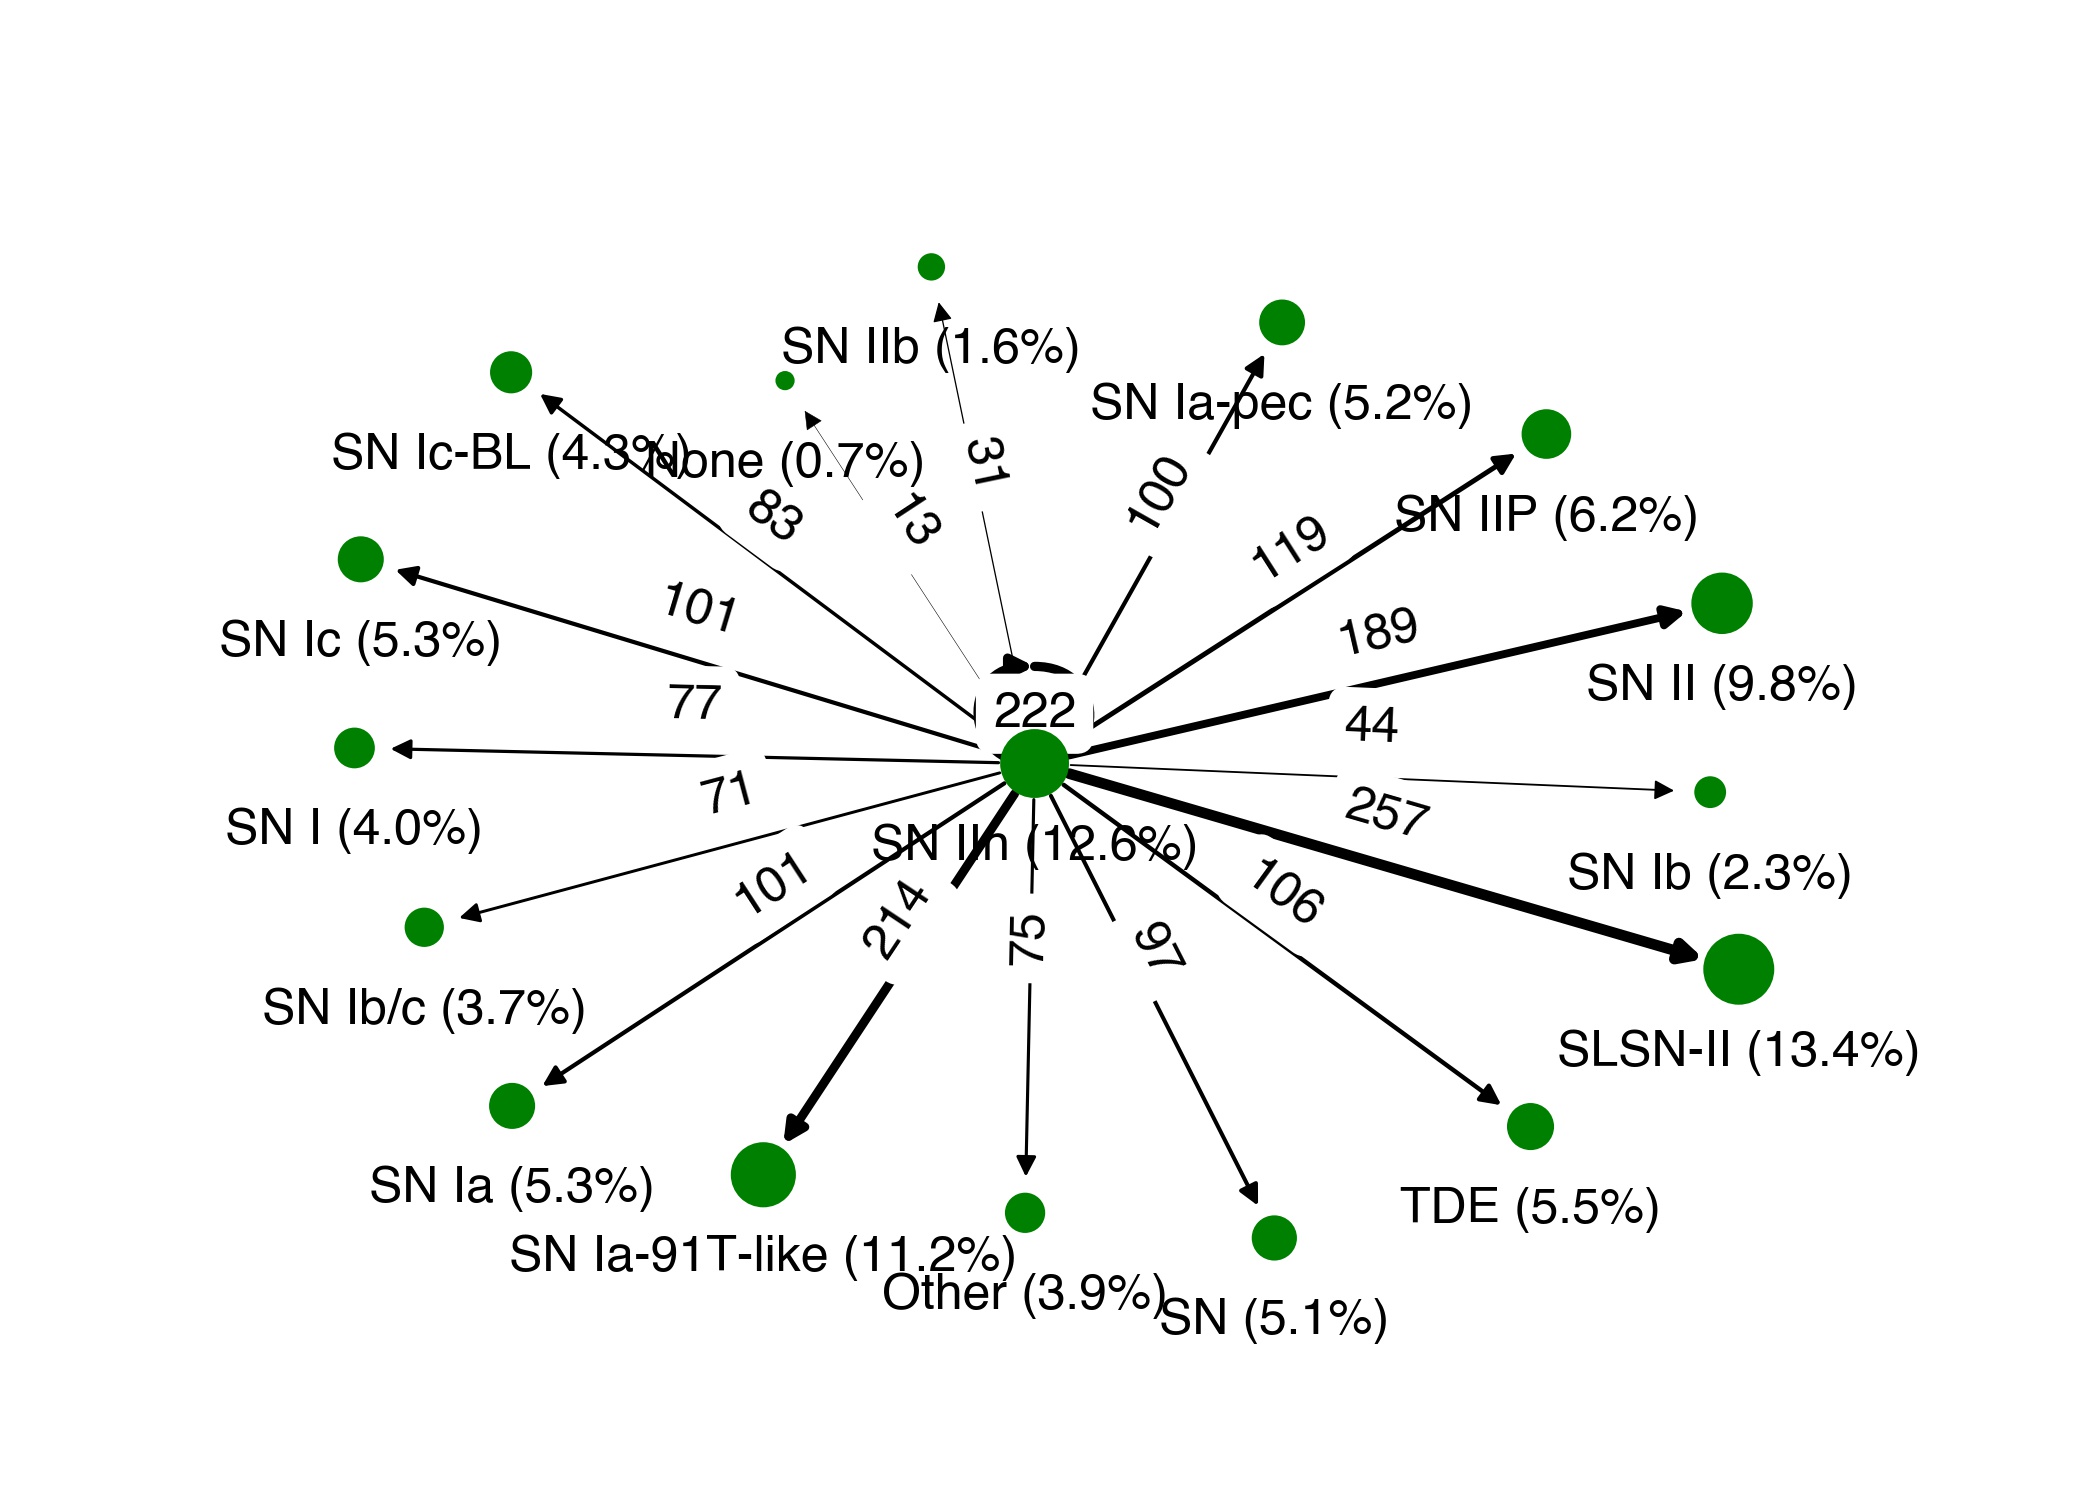 SN IIb (1.6%)
SN Ia-pec (5.2%)
SN Ic-BL (4.3%)
None (0.7%)
31
100
83
13
SN IIP (6.2%)
119
101
189
SN Ic (5.3%)
SN II (9.8%)
77
222
44
71
257
SN I (4.0%)
SN IIn (12.6%)
SN Ib (2.3%)
101
106
214
75
97
SN Ib/c (3.7%)
SLSN-II (13.4%)
SN Ia (5.3%)
TDE (5.5%)
SN Ia-91T-like (11.2%)
Other (3.9%)
SN (5.1%)